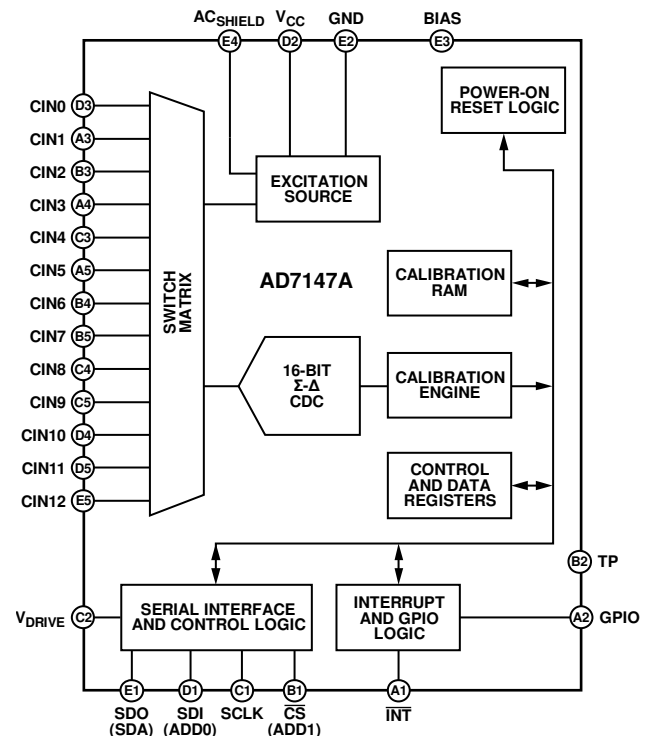 ACSHIELD VCC GND BIAS
E4 D2 E2 E3
POWER-ON
RESET LOGIC
CIN0 D3
CIN1 A3
CIN2 B3
CIN3 A4
CIN4 C3
CIN5 A5
CIN6 B4
CIN7 B5
CIN8 C4
CIN9 C5
CIN10 D4
CIN11 D5
CIN12 E5
SWITCH
MATRIX
EXCITATION
SOURCE
AD7147A
CALIBRATION
RAM
16-BIT
Σ-Δ
CDC
CALIBRATION
ENGINE
CONTROL
AND DATA
REGISTERS
B2 TP
VDRIVE C2
SERIAL INTERFACE
AND CONTROL LOGIC
INTERRUPT
AND GPIO
LOGIC
A2 GPIO
E1 D1 C1 B1 A1
SDO SDI SCLK CS INT
(SDA) (ADD0) (ADD1)